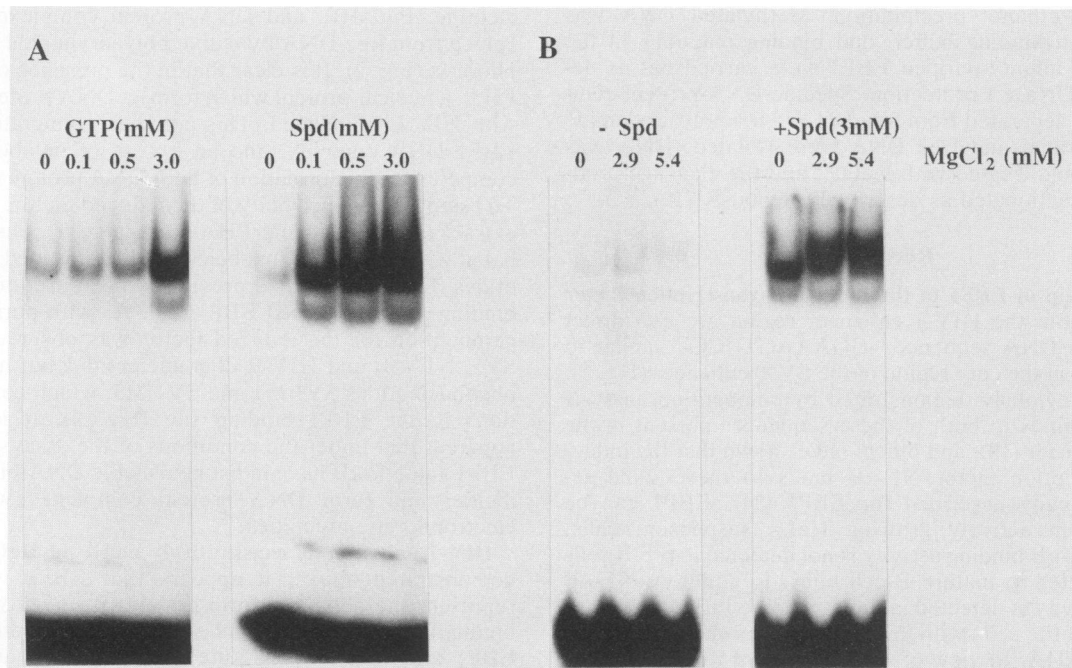 A
B
GTP(mM)
Spd(mM)
- Spd
+Spd(3mM)
0 0.1 0.5 3.0
0 0.1 0.5 3.0
0 2.9 5.4
0 2.9 5.4
MgCl₂ (mM)